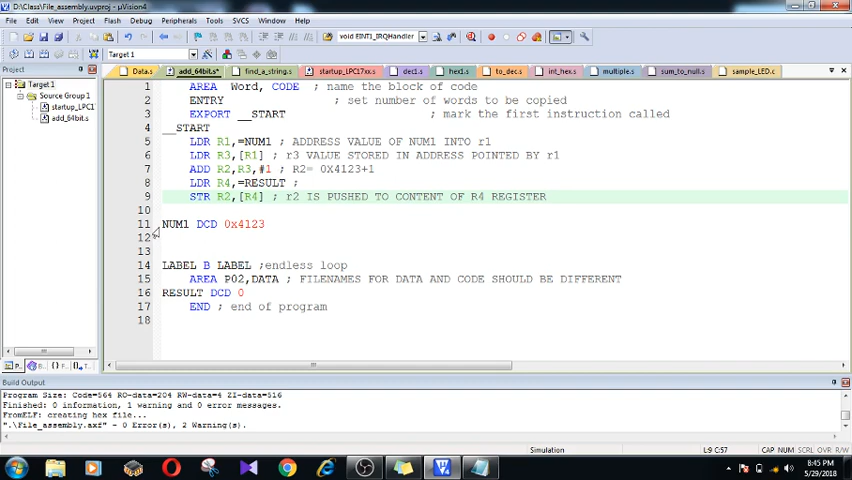 D:\Class\File_assembly.uvproj - µVision4
File Edit View Project Flash Debug Peripherals Tools SVCS Window Help
void EINT1_IRQHandler
Target 1
Project
Data.s add_64bit.s* find_a_string.s startup_LPC17xx.s dec1.s hex1.s to_dec.s int_hex.s multiple.s sum_to_null.s sample_LED.c
Target 1
Source Group 1
startup_LPC1
add_64bit.s
1 AREA Word, CODE ; name the block of code
2 ENTRY ; set number of words to be copied
3 EXPORT __START ; mark the first instruction called
4 __START
5 LDR R1,=NUM1 ; ADDRESS VALUE OF NUM1 INTO r1
6 LDR R3,[R1] ; r3 VALUE STORED IN ADDRESS POINTED BY r1
7 ADD R2,R3,#1 ; R2= 0X4123+1
8 LDR R4,=RESULT ;
9 STR R2,[R4] ; r2 IS PUSHED TO CONTENT OF R4 REGISTER
10
11 NUM1 DCD 0x4123
12
13
14 LABEL B LABEL ;endless loop
15 AREA P02,DATA ; FILENAMES FOR DATA AND CODE SHOULD BE DIFFERENT
16 RESULT DCD 0
17 END ; end of program
18
P... B... {} F... T...
Build Output
Program Size: Code=564 RO-data=204 RW-data=4 ZI-data=516
Finished: 0 information, 1 warning and 0 error messages.
FromELF: creating hex file...
".\File_assembly.axf" - 0 Error(s), 2 Warning(s).
Simulation L:9 C:57 CAP NUM SCRL OVR R/W
8:45 PM
5/29/2018